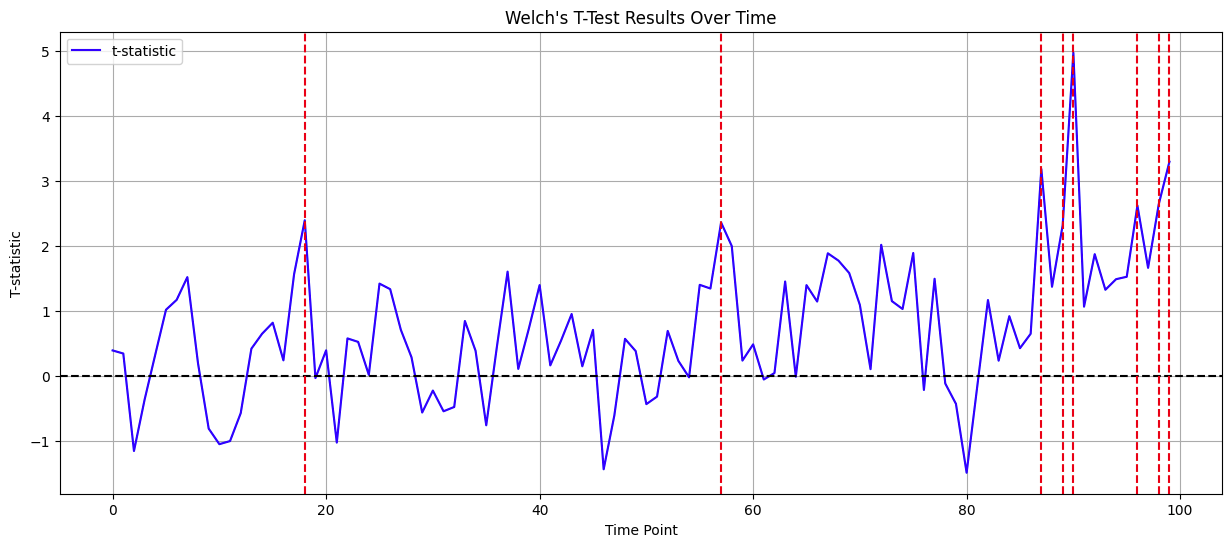 Welch's T-Test Results Over Time
t-statistic
T-statistic
5
4
3
2
1
0
−1
0 20 40 60 80 100
Time Point